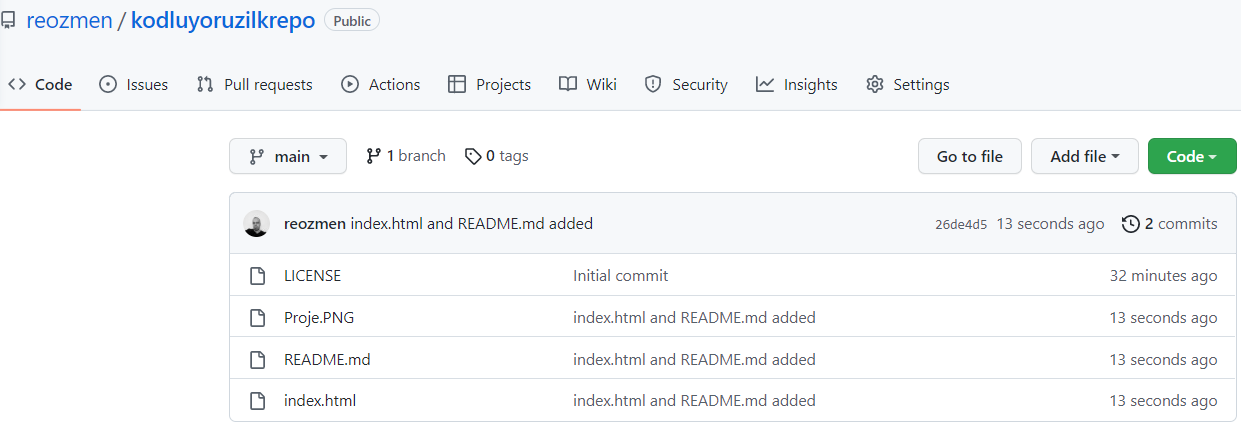 reozmen / kodluyoruzilkrepo Public
Code Issues Pull requests Actions Projects Wiki Security Insights Settings
main 1 branch 0 tags Go to file Add file Code
reozmen index.html and README.md added 26de4d5 13 seconds ago 2 commits
LICENSE Initial commit 32 minutes ago
Proje.PNG index.html and README.md added 13 seconds ago
README.md index.html and README.md added 13 seconds ago
index.html index.html and README.md added 13 seconds ago